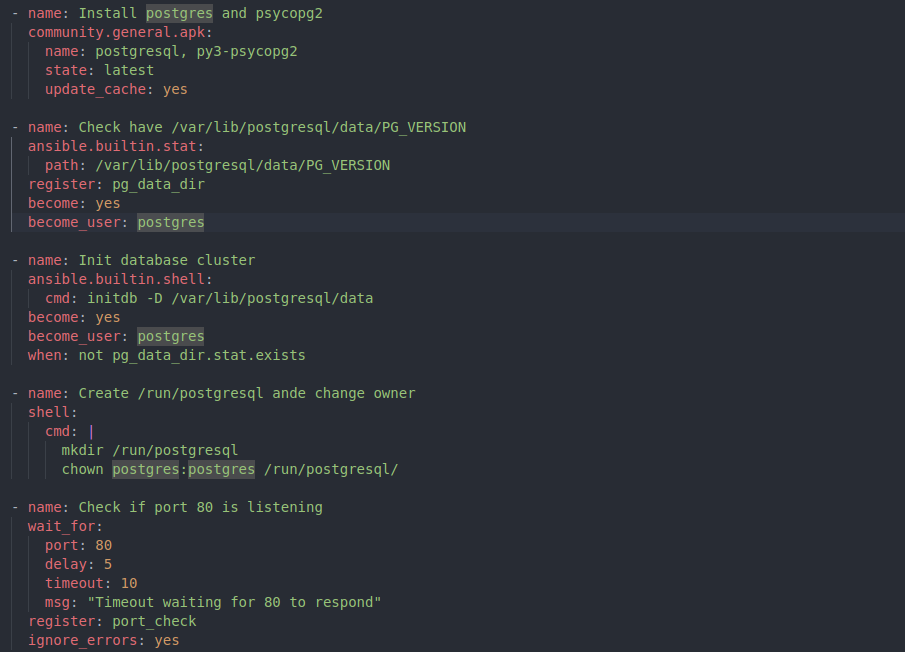 - name: Install postgres and psycopg2
  community.general.apk:
    name: postgresql, py3-psycopg2
    state: latest
    update_cache: yes

- name: Check have /var/lib/postgresql/data/PG_VERSION
  ansible.builtin.stat:
    path: /var/lib/postgresql/data/PG_VERSION
  register: pg_data_dir
  become: yes
  become_user: postgres

- name: Init database cluster
  ansible.builtin.shell:
    cmd: initdb -D /var/lib/postgresql/data
  become: yes
  become_user: postgres
  when: not pg_data_dir.stat.exists

- name: Create /run/postgresql ande change owner
  shell:
    cmd: |
      mkdir /run/postgresql
      chown postgres:postgres /run/postgresql/

- name: Check if port 80 is listening
  wait_for:
    port: 80
    delay: 5
    timeout: 10
    msg: "Timeout waiting for 80 to respond"
  register: port_check
  ignore_errors: yes